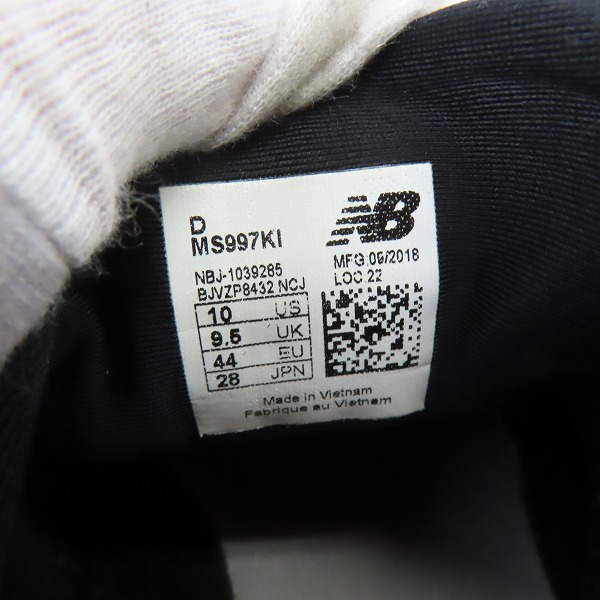 D
MS997KI
NB
MFG:09/2018
LOC:22
NBJ-1039285
BJVZP8432 NCJ
10 US
9.5 UK
44 EU
28 JPN
Made in Vietnam
Fabrique au Vietnam